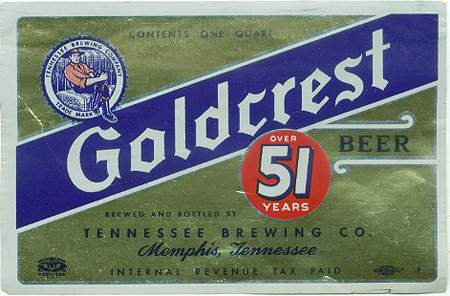 CONTENTS ONE QUART
TENNESSEE BREWING COMPANY
TRADE MARK
Goldcrest
OVER
51
YEARS
BEER
BREWED AND BOTTLED BY
TENNESSEE BREWING CO.
Memphis, Tennessee
INTERNAL REVENUE TAX PAID